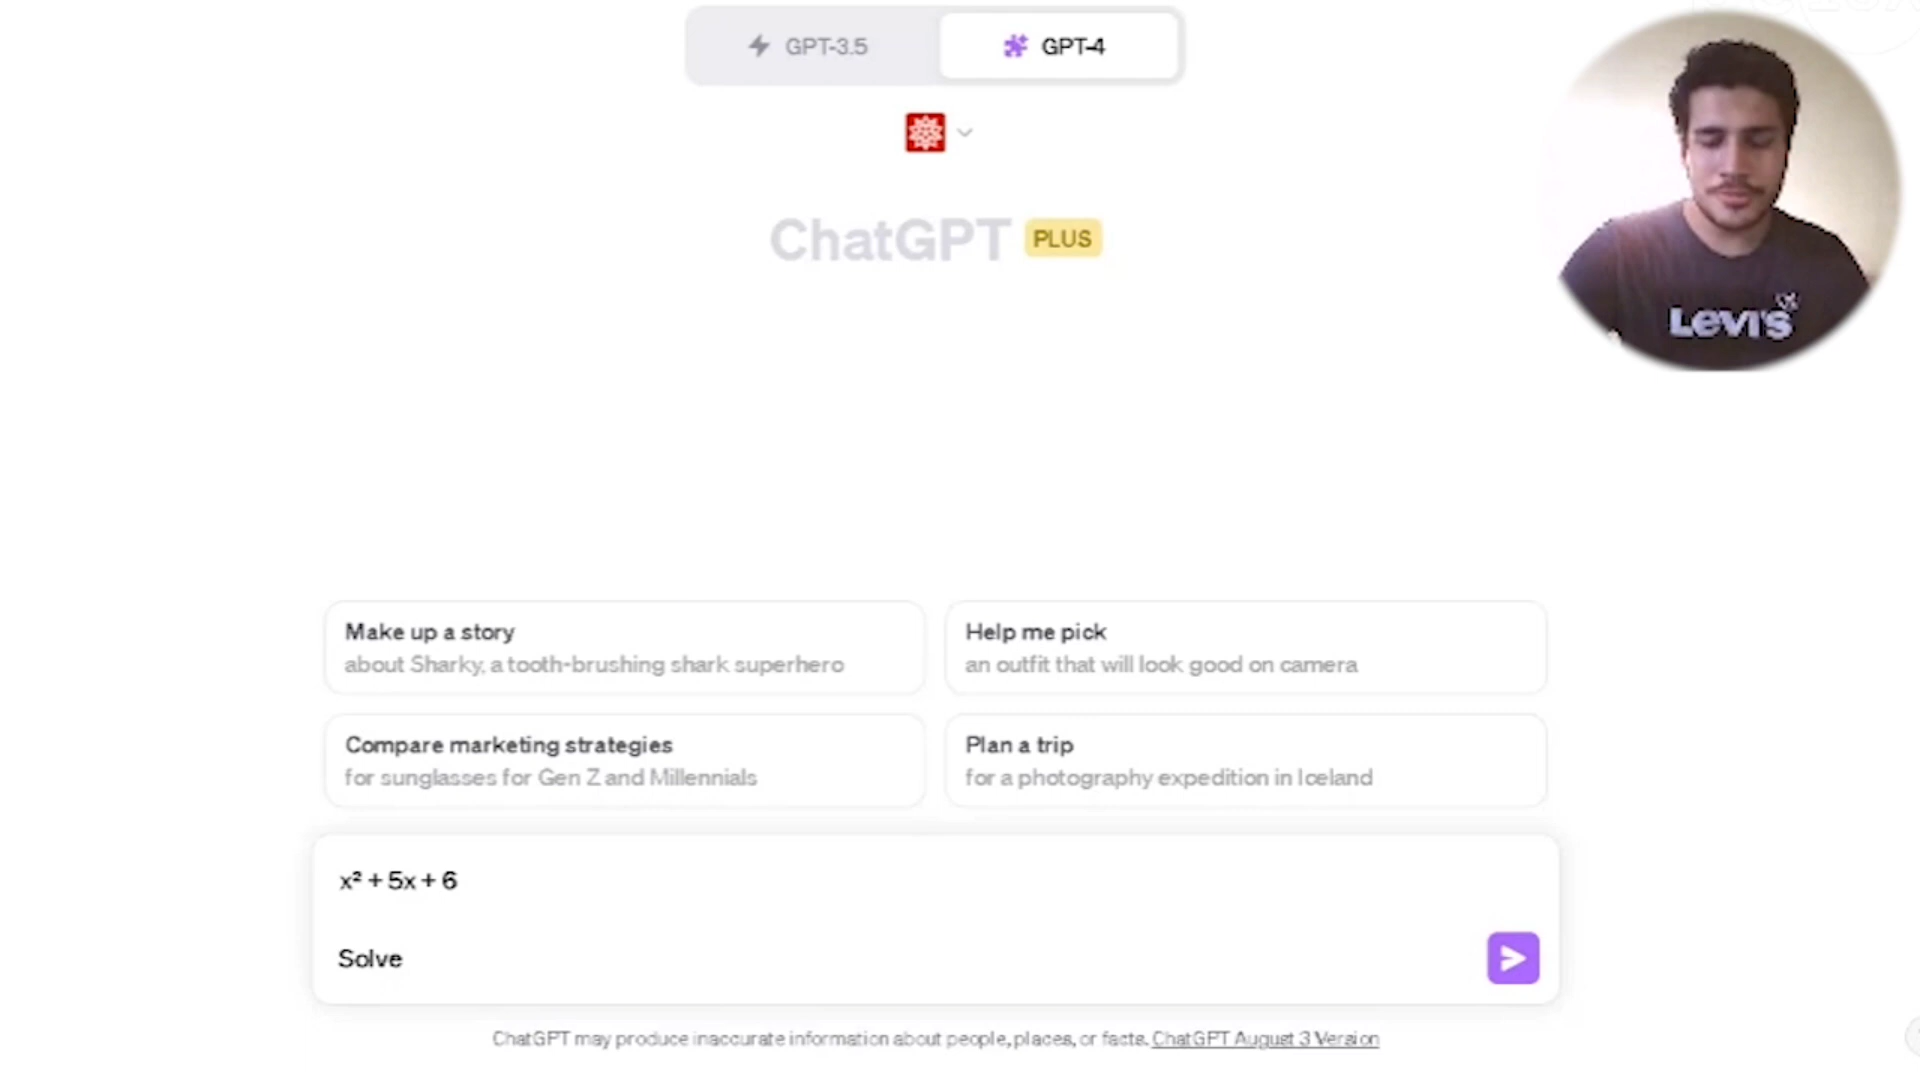 GPT-3.5
GPT-4
ChatGPT PLUS
LEVI'S
Make up a story
about Sharky, a tooth-brushing shark superhero
Help me pick
an outfit that will look good on camera
Compare marketing strategies
for sunglasses for Gen Z and Millennials
Plan a trip
for a photography expedition in Iceland
x² + 5x + 6
Solve
ChatGPT may produce inaccurate information about people, places, or facts. ChatGPT August 3 Version